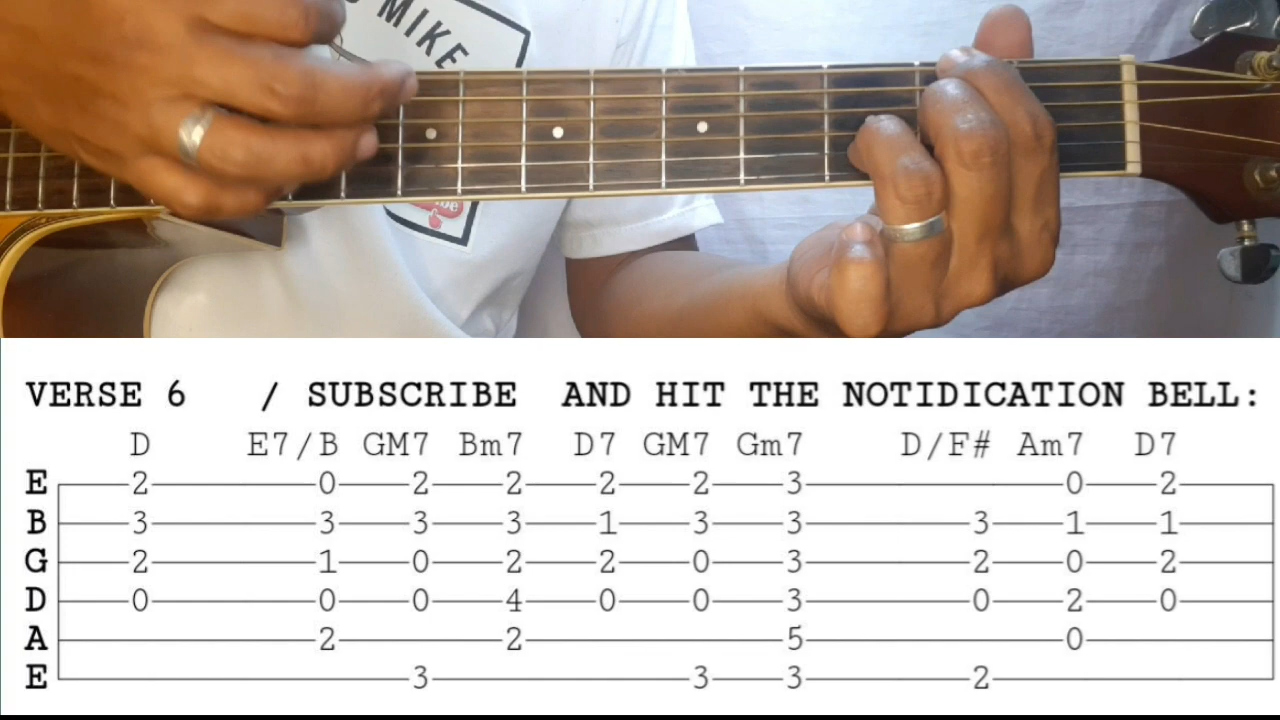 MIKE
be
VERSE 6 / SUBSCRIBE AND HIT THE NOTIDICATION BELL:
D E7/B GM7 Bm7 D7 GM7 Gm7 D/F# Am7 D7
E 2 0 2 2 2 2 3 0 2
B 3 3 3 3 1 3 3 3 1 1
G 2 1 0 2 2 0 3 2 0 2
D 0 0 0 4 0 0 3 0 2 0
A 2 2 5 0
E 3 3 3 2